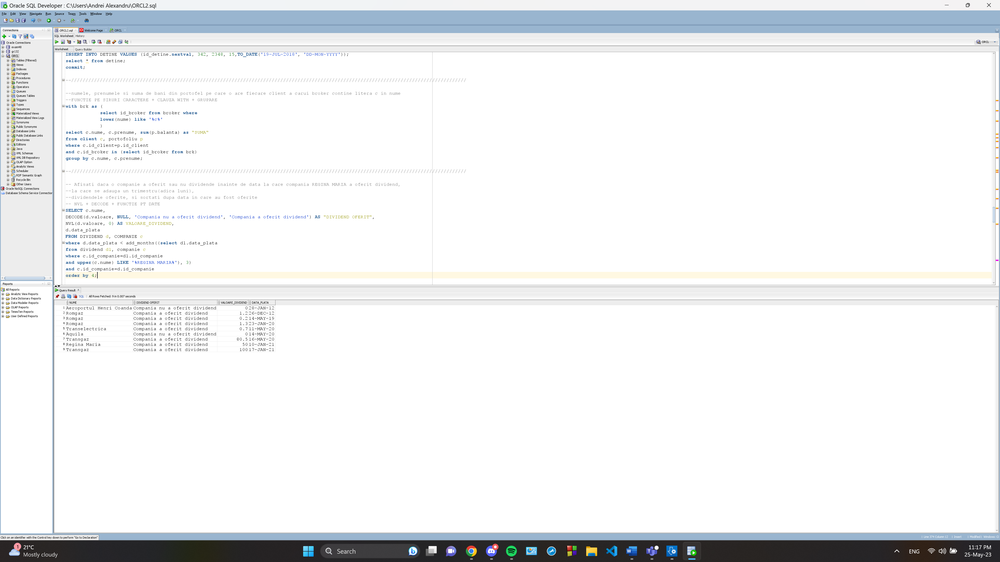 Oracle SQL Developer : C:\Users\Andrei Alexandru\ORCL2.sql
File Edit View Navigate Run Source Team Tools Window Help
Connections
ORCL2.sql Welcome Page ORCL
SQL Worksheet History
Oracle Connections
exam48
gr132
ORCL
Tables (Filtered)
Views
Indexes
Packages
Procedures
Functions
Operators
Queues
Queues Tables
Triggers
Types
Sequences
Materialized Views
Materialized View Logs
Synonyms
Public Synonyms
Database Links
Public Database Links
Directories
Editions
Java
XML Schemas
XML DB Repository
OLAP Option
Analytic Views
Scheduler
RDF Semantic Graph
Recycle Bin
Other Users
Oracle NoSQL Connections
Database Schema Service Connection
ORCL
Worksheet Query Builder
INSERT INTO DETINE VALUES (id_detine.nextval, 342, 2348, 15,TO_DATE('19-JUL-2018', 'DD-MON-YYYY'));
select * from detine;
commit;
--numele, prenumele si suma de bani din portofel pe care o are fiecare client a carui broker contine litera c in nume
--FUNCTIE PE SIRURI CARACTERE + CLAUZA WITH + GRUPARE
with brk as (
select id_broker from broker where
lower(nume) like '%c%'
)
select c.nume, c.prenume, sum(p.balanta) as "SUMA"
from client c, portofoliu p
where c.id_client=p.id_client
and c.id_broker in (select id_broker from brk)
group by c.nume, c.prenume;
-- Afisati daca o companie a oferit sau nu dividende inainte de data la care compania REGINA MARIA a oferit dividend,
--la care se adauga un trimestru(adica luni),
--dividendele oferite, si sortati dupa data in care au fost oferite
-- NVL + DECODE + FUNCTIE PT DATE
SELECT c.nume,
DECODE(d.valoare, NULL, 'Compania nu a oferit dividend', 'Compania a oferit dividend') AS "DIVIDEND OFERIT",
NVL(d.valoare, 0) AS VALOARE_DIVIDEND,
d.data_plata
FROM DIVIDEND d, COMPANIE c
where d.data_plata < add_months((select d1.data_plata
from dividend d1, companie c
where c.id_companie=d1.id_companie
and upper(c.nume) LIKE '%REGINA MARIA%'), 3)
and c.id_companie=d.id_companie
order by 4;
Reports
All Reports
Analytic View Reports
Data Dictionary Reports
Data Modeler Reports
OLAP Reports
TimesTen Reports
User Defined Reports
Query Result
SQL | All Rows Fetched: 9 in 0.007 seconds
NUME DIVIDEND OFERIT VALOARE_DIVIDEND DATA_PLATA
1 Aeroportul Henri Coanda Compania nu a oferit dividend 0 28-JAN-12
2 Romgaz Compania a oferit dividend 1.2 26-DEC-12
3 Romgaz Compania a oferit dividend 0.2 14-MAY-19
4 Romgaz Compania a oferit dividend 1.3 23-JAN-20
5 Transelectrica Compania a oferit dividend 0.7 11-MAY-20
6 Aquila Compania nu a oferit dividend 0 14-MAY-20
7 Transgaz Compania a oferit dividend 80.5 16-MAY-20
8 Regina Maria Compania a oferit dividend 50 10-JAN-21
9 Transgaz Compania a oferit dividend 100 17-JAN-21
Click on an identifier with the Control key down to perform "Go to Declaration"
| Line 374 Column 12 | Insert | Modified | Windows: C
1
21°C
Mostly cloudy
Search
ENG
11:17 PM
25-May-23